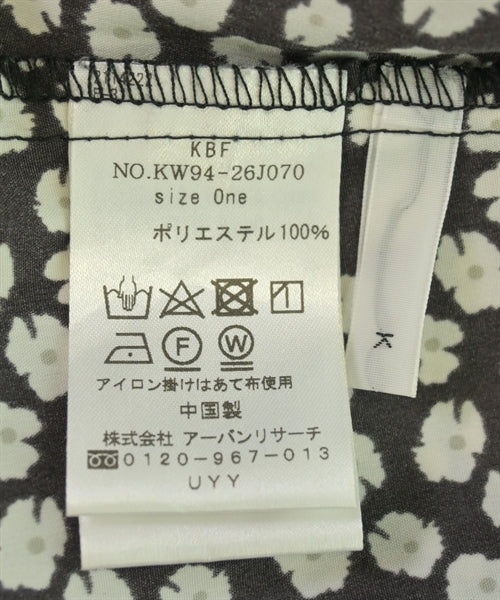 KBF
NO.KW94-26J070
size One
ポリエステル100%
F W
アイロン掛けはあて布使用
中国製
株式会社 アーバンリサーチ
0120-967-013
UYY
K